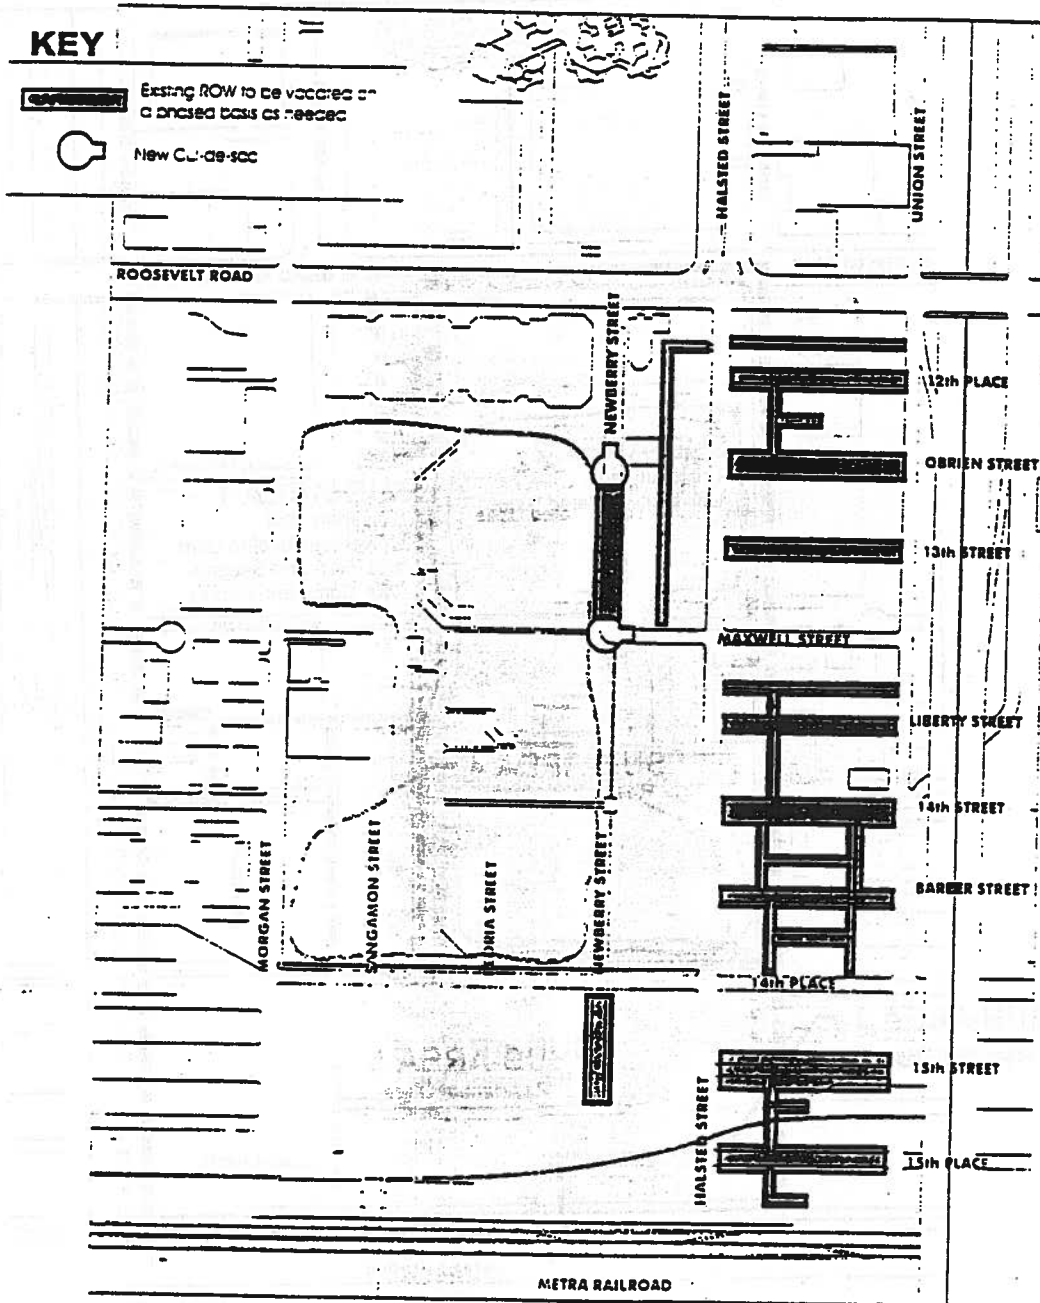 KEY
Existing ROW to be vacated on
a phased basis as needed
New Cul-de-sac
HALSTED STREET
UNION STREET
ROOSEVELT ROAD
NEWBERRY STREET
12th PLACE
OBRIEN STREET
13th STREET
MAXWELL STREET
LIBERTY STREET
14th STREET
BARBER STREET
MORGAN STREET
SANGAMON STREET
PEORIA STREET
NEWBERRY STREET
14th PLACE
15th STREET
HALSTED STREET
15th PLACE
METRA RAILROAD